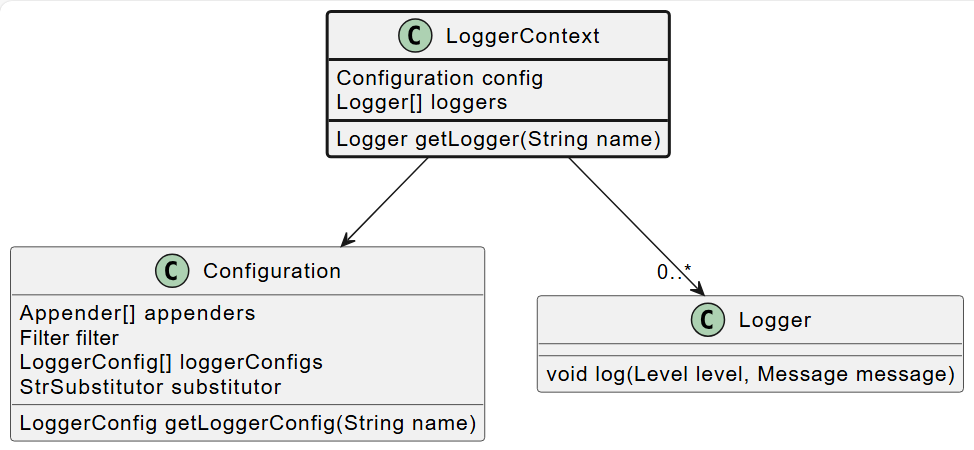 C LoggerContext
Configuration config
Logger[] loggers
Logger getLogger(String name)
0..*
C Configuration
Appender[] appenders
Filter filter
LoggerConfig[] loggerConfigs
StrSubstitutor substitutor
LoggerConfig getLoggerConfig(String name)
C Logger
void log(Level level, Message message)